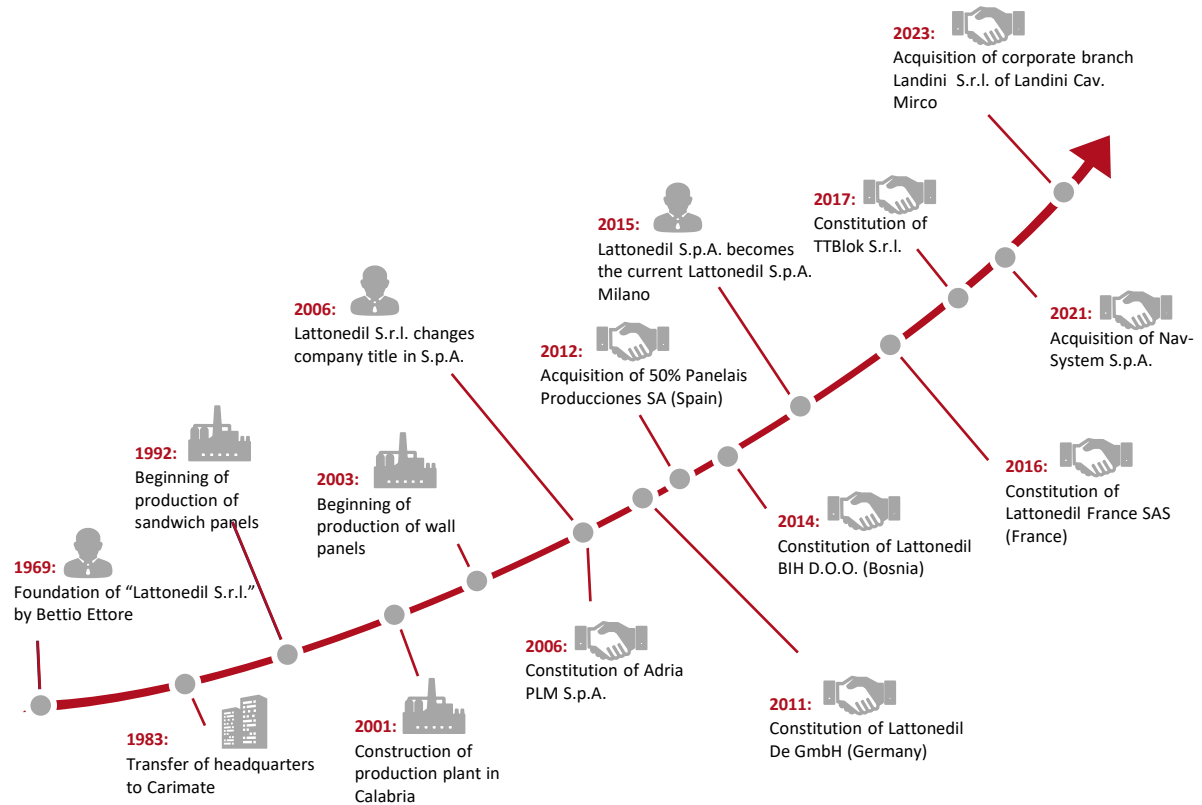 1969:
Foundation of “Lattonedil S.r.l.”
by Bettio Ettore
1983:
Transfer of headquarters
to Carimate
1992:
Beginning of
production of
sandwich panels
2001:
Construction of
production plant in
Calabria
2003:
Beginning of
production of wall
panels
2006:
Lattonedil S.r.l. changes
company title in S.p.A.
2006:
Constitution of Adria
PLM S.p.A.
2011:
Constitution of Lattonedil
De GmbH (Germany)
2012:
Acquisition of 50% Panelais
Producciones SA (Spain)
2014:
Constitution of Lattonedil
BIH D.O.O. (Bosnia)
2015:
Lattonedil S.p.A. becomes
the current Lattonedil S.p.A.
Milano
2016:
Constitution of
Lattonedil France SAS
(France)
2017:
Constitution of
TTBlok S.r.l.
2021:
Acquisition of Nav-
System S.p.A.
2023:
Acquisition of corporate branch
Landini S.r.l. of Landini Cav.
Mirco